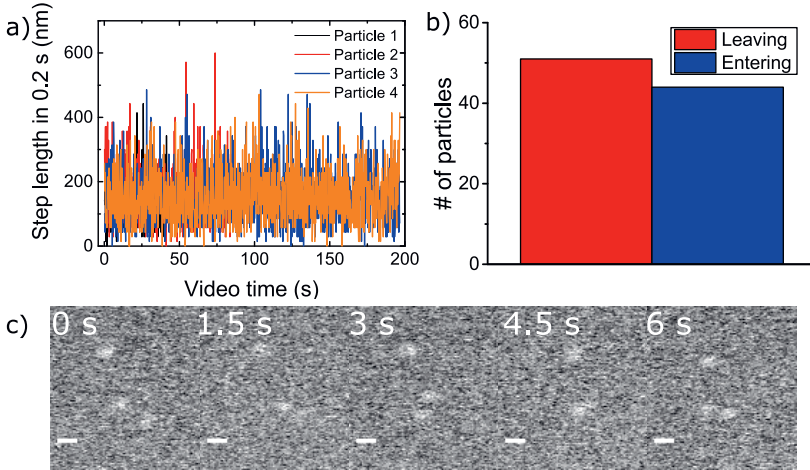 a)
Step length in 0.2 s (nm)
600
400
200
0
0 50 100 150 200
Video time (s)
Particle 1
Particle 2
Particle 3
Particle 4
b)
# of particles
60
40
20
0
Leaving
Entering
c)
0 s 1.5 s 3 s 4.5 s 6 s